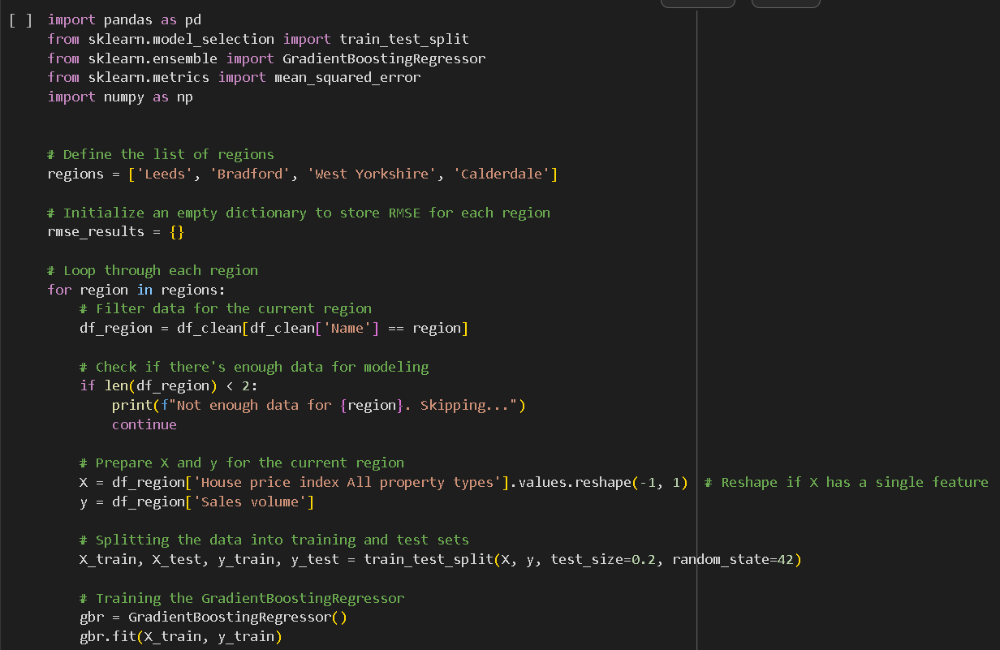 [ ] import pandas as pd
from sklearn.model_selection import train_test_split
from sklearn.ensemble import GradientBoostingRegressor
from sklearn.metrics import mean_squared_error
import numpy as np
# Define the list of regions
regions = ['Leeds', 'Bradford', 'West Yorkshire', 'Calderdale']
# Initialize an empty dictionary to store RMSE for each region
rmse_results = {}
# Loop through each region
for region in regions:
    # Filter data for the current region
    df_region = df_clean[df_clean['Name'] == region]
    # Check if there's enough data for modeling
    if len(df_region) < 2:
        print(f"Not enough data for {region}. Skipping...")
        continue
    # Prepare X and y for the current region
    X = df_region['House price index All property types'].values.reshape(-1, 1)  # Reshape if X has a single feature
    y = df_region['Sales volume']
    # Splitting the data into training and test sets
    X_train, X_test, y_train, y_test = train_test_split(X, y, test_size=0.2, random_state=42)
    # Training the GradientBoostingRegressor
    gbr = GradientBoostingRegressor()
    gbr.fit(X_train, y_train)